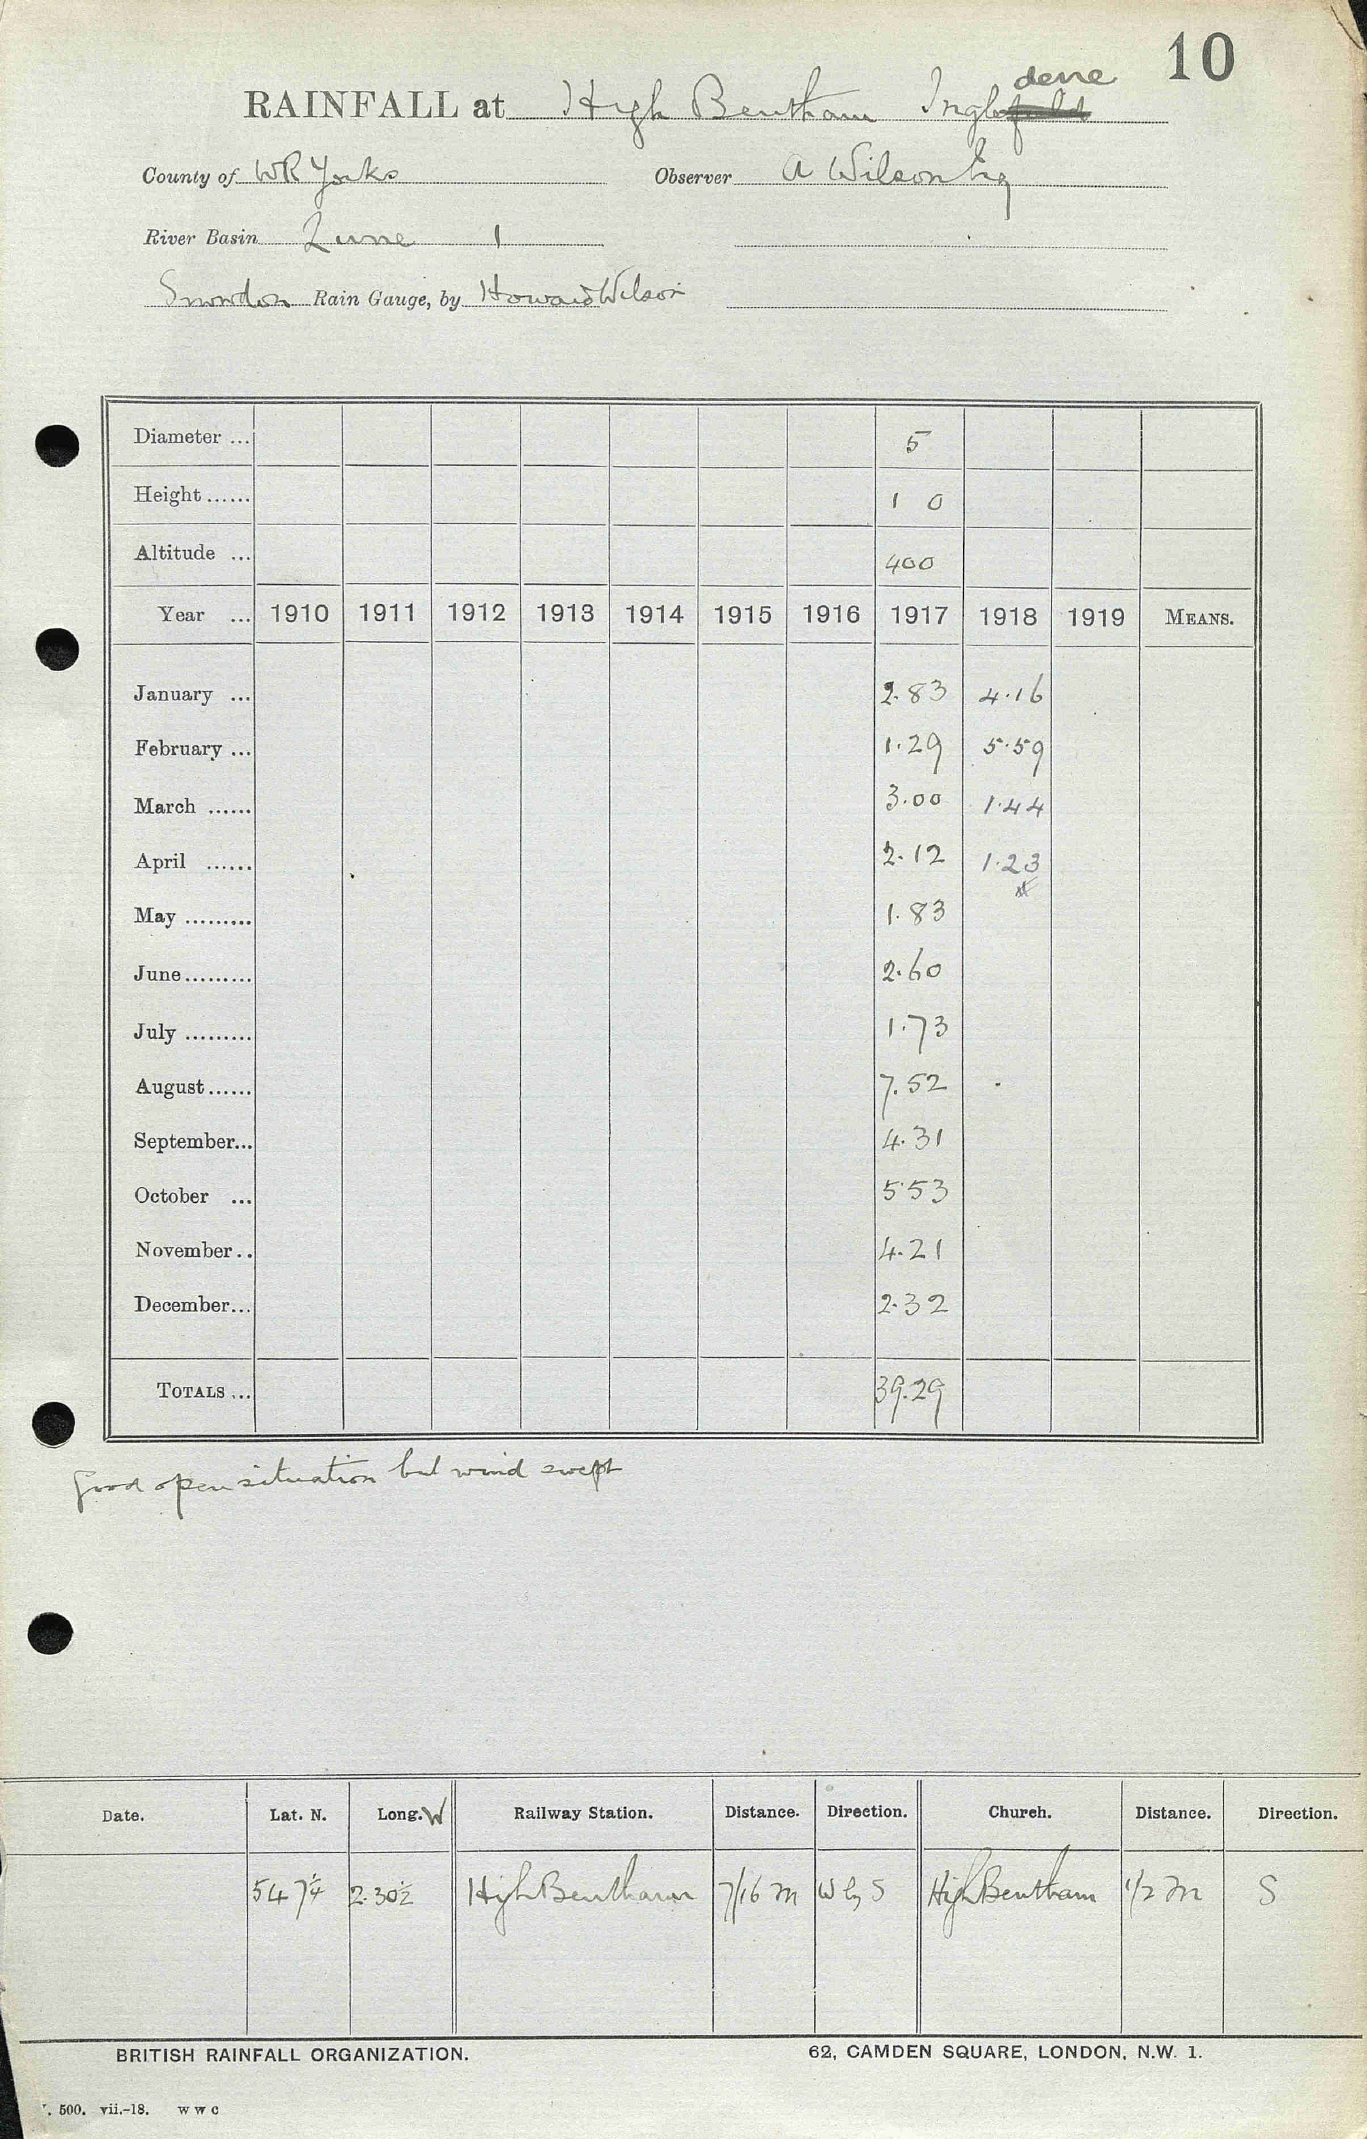 10
RAINFALL at High Bentham Ingledene
County of WR Yorks Observer A Wilson Esq
River Basin Lune 1
Snowdon Rain Gauge, by Howard Wilson
Diameter ... 5
Height ...... 1 0
Altitude ... 400
Year ... 1910 1911 1912 1913 1914 1915 1916 1917 1918 1919 MEANS.
January ... 2.83 4.16
February ... 1.29 5.59
March ...... 3.00 1.44
April ...... 2.12 1.23
May ......... 1.83
June ......... 2.60
July ......... 1.73
August ...... 7.52
September... 4.31
October ... 5.53
November .. 4.21
December... 2.32
TOTALS ... 39.29
Good open situation but wind swept
Date. Lat. N. Long. W Railway Station. Distance. Direction. Church. Distance. Direction.
54 7¼ 2.30½ High Bentham 7/16 m W by S High Bentham 1/2 m S
BRITISH RAINFALL ORGANIZATION. 62, CAMDEN SQUARE, LONDON, N.W. 1.
. 500. vii.-18. W W C